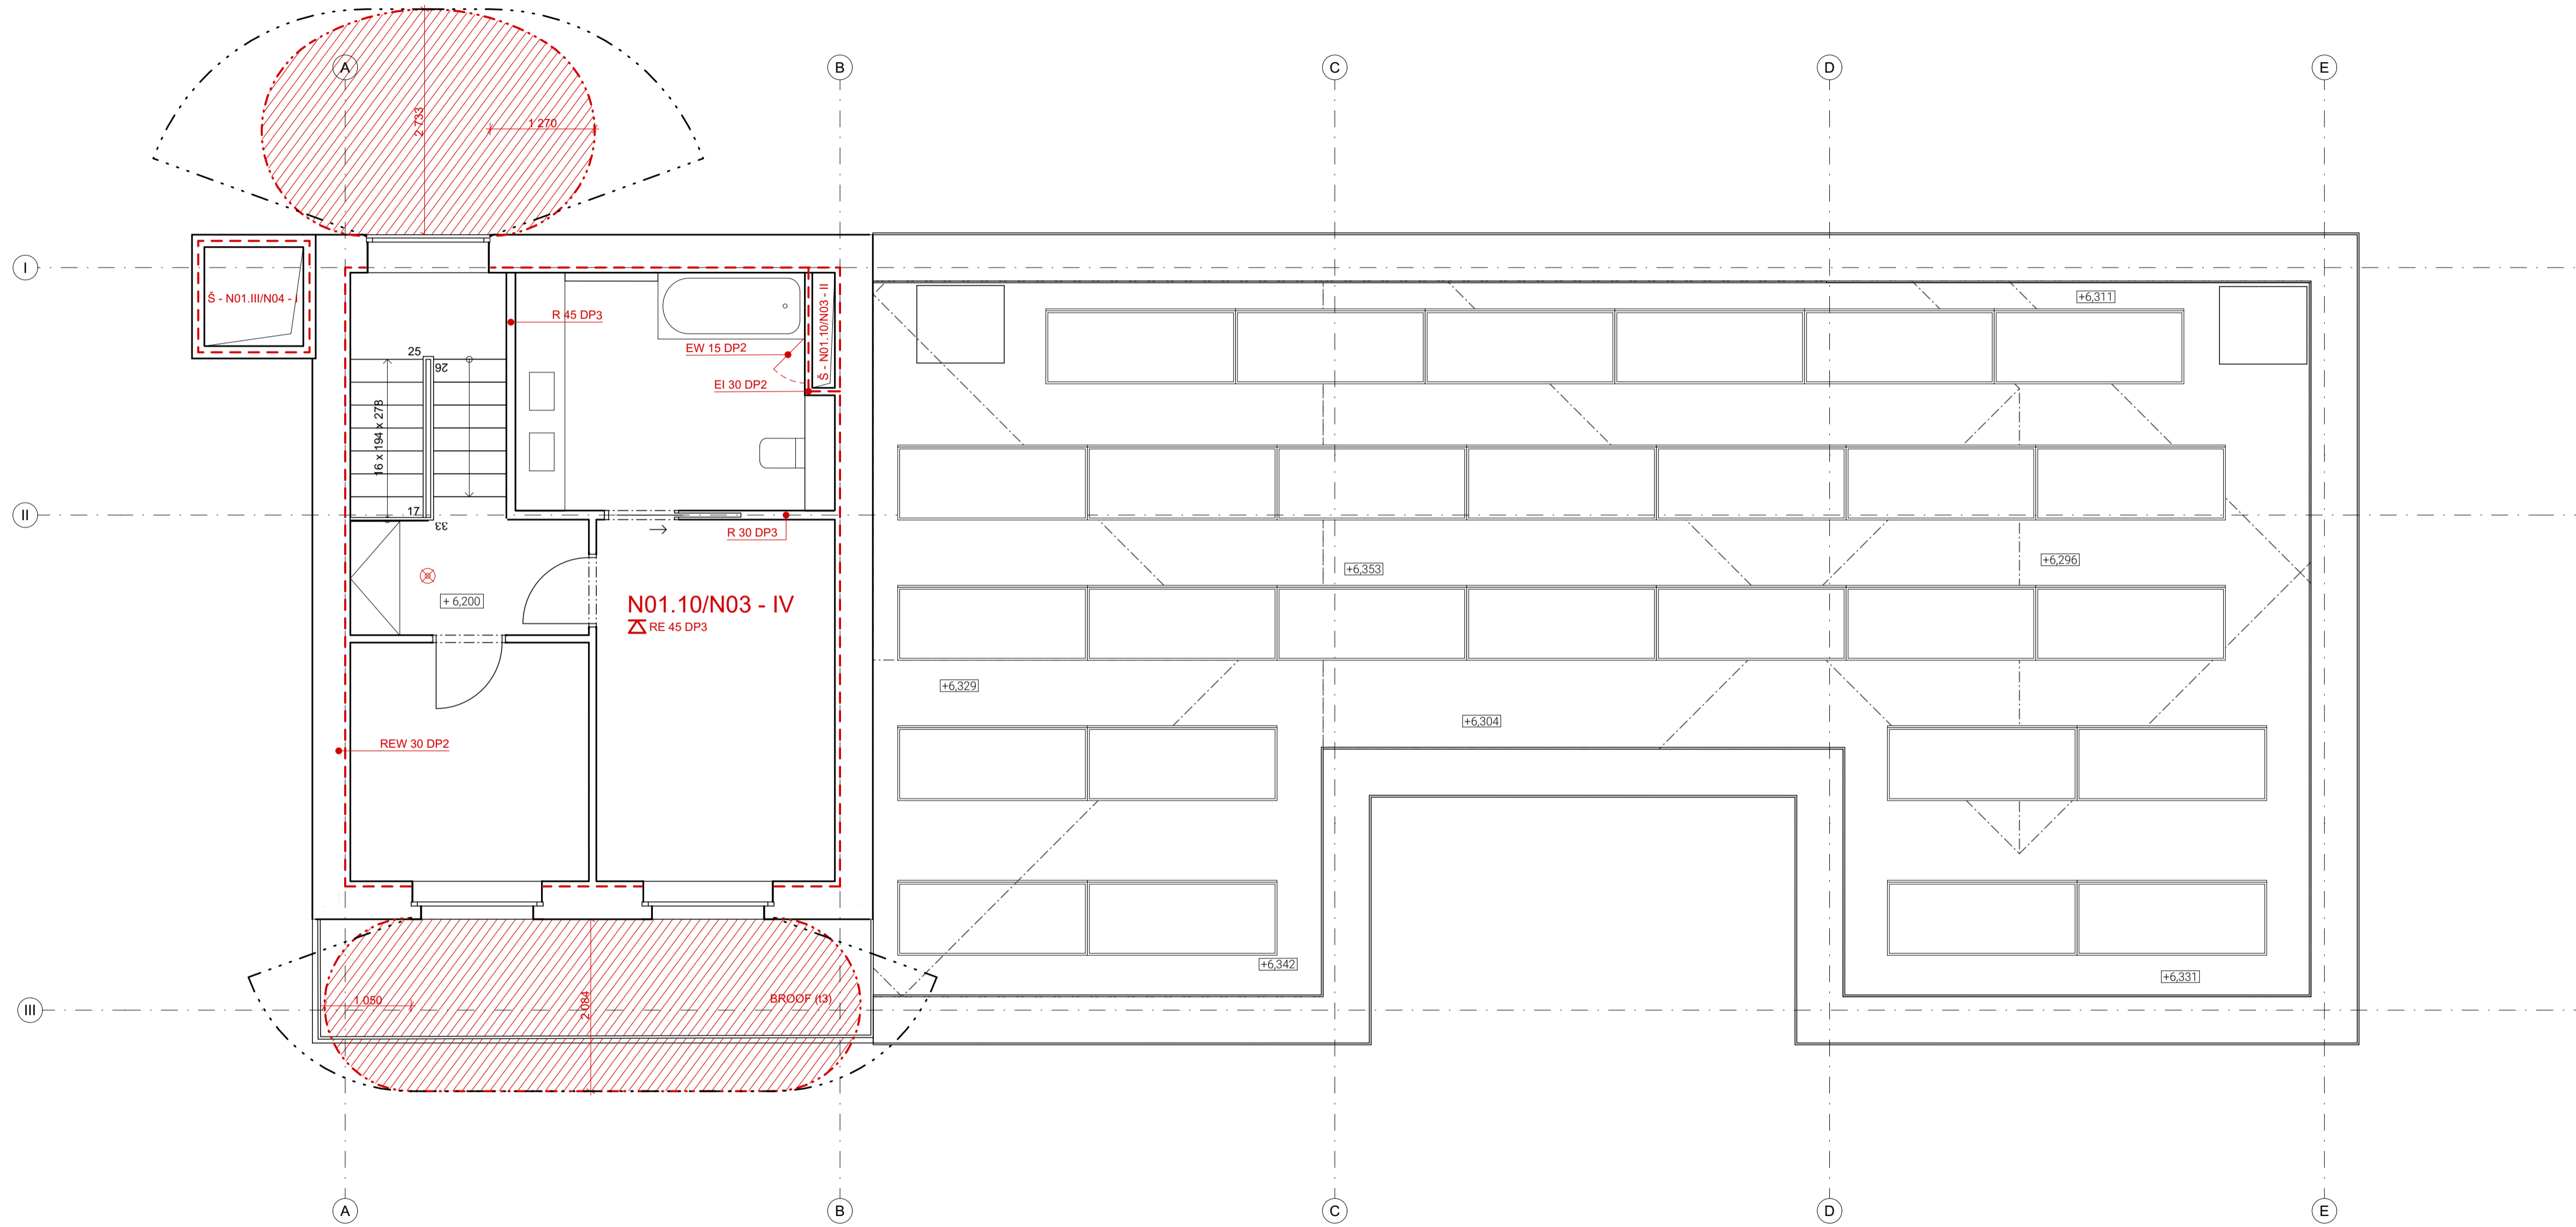 A
B
C
D
E
2 733
1 270
I
+6,311
Š - N01.III/N04 - I
R 45 DP3
Š - N01.10/N03 - II
EW 15 DP2
25
26
EI 30 DP2
16 x 194 x 278
II
17
33
R 30 DP3
+6,353
+6,296
+ 6,200
N01.10/N03 - IV
RE 45 DP3
+6,329
+6,304
REW 30 DP2
+6,342
+6,331
1 050
2 084
BROOF (t3)
III
A
B
C
D
E